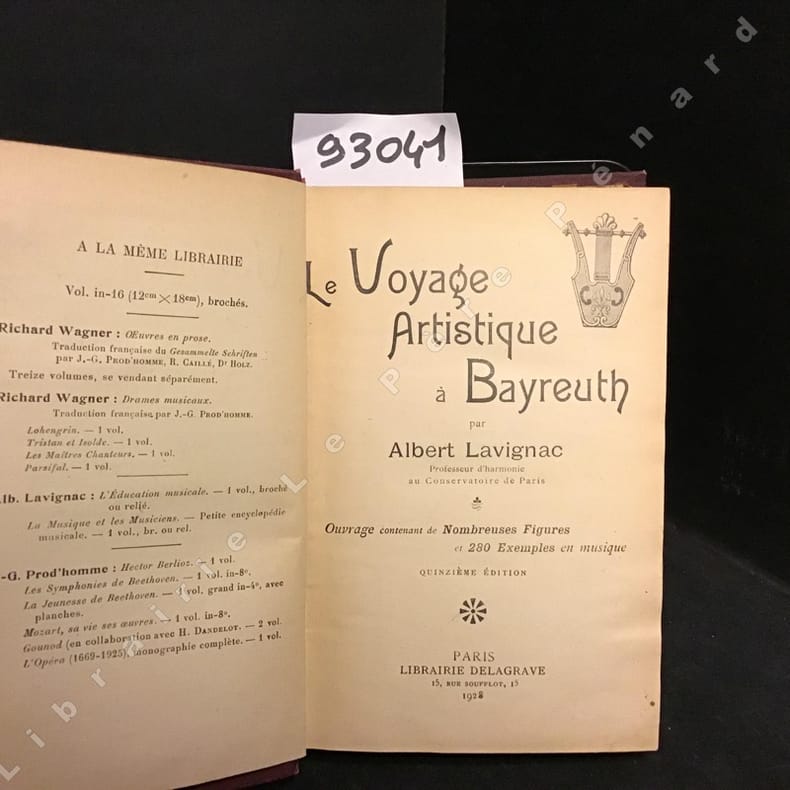 93041
A LA MÊME LIBRAIRIE
Vol. in-16 (12cm × 18cm), brochés.
Richard Wagner : Œuvres en prose.
Traduction française du Gesammelte Schriften
par J.-G. PROD'HOMME, R. CAILLÉ, Dr HOLZ.
Treize volumes, se vendant séparément.
Richard Wagner : Drames musicaux.
Traduction française par J.-G. PROD'HOMME.
Lohengrin. — 1 vol.
Tristan et Isolde. — 1 vol.
Les Maîtres Chanteurs. — 1 vol.
Parsifal. — 1 vol.
lb. Lavignac : L'Éducation musicale. — 1 vol., broché
ou relié.
La Musique et les Musiciens. — Petite encyclopédie
musicale. — 1 vol., br. ou rel.
-G. Prod'homme : Hector Berlioz. — 1 vol.
Les Symphonies de Beethoven. — 1 vol. in-8º.
La Jeunesse de Beethoven. — 1 vol. grand in-4º, avec
planches.
Mozart, sa vie ses œuvres. — 1 vol. in-8º.
Gounod (en collaboration avec H. DANDELOT. — 2 vol.
L'Opéra (1669-1925), monographie complète. — 1 vol.
Le Voyage
Artistique
à Bayreuth
par
Albert Lavignac
Professeur d'harmonie
au Conservatoire de Paris
Ouvrage contenant de Nombreuses Figures
et 280 Exemples en musique
QUINZIÈME ÉDITION
PARIS
LIBRAIRIE DELAGRAVE
15, RUE SOUFFLOT, 15
1928
Librairie Le Père Pénard